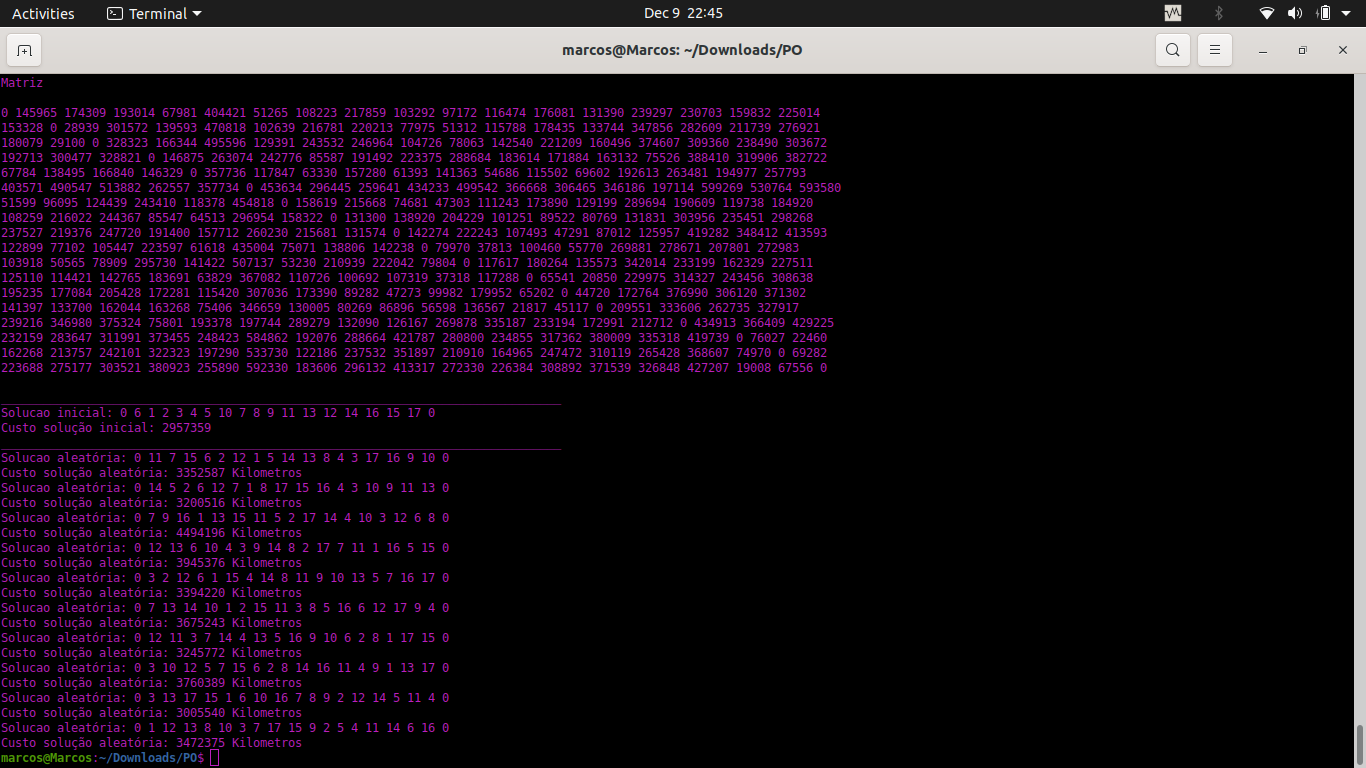 Activities Terminal Dec 9 22:45
marcos@Marcos: ~/Downloads/PO
Matriz
0 145965 174309 193014 67981 404421 51265 108223 217859 103292 97172 116474 176081 131390 239297 230703 159832 225014
153328 0 28939 301572 139593 470818 102639 216781 220213 77975 51312 115788 178435 133744 347856 282609 211739 276921
180079 29100 0 328323 166344 495596 129391 243532 246964 104726 78063 142540 221209 160496 374607 309360 238490 303672
192713 300477 328821 0 146875 263074 242776 85587 191492 223375 288684 183614 171884 163132 75526 388410 319906 382722
67784 138495 166840 146329 0 357736 117847 63330 157280 61393 141363 54686 115502 69602 192613 263481 194977 257793
403571 490547 513882 262557 357734 0 453634 296445 259641 434233 499542 366668 306465 346186 197114 599269 530764 593580
51599 96095 124439 243410 118378 454818 0 158619 215668 74681 47303 111243 173890 129199 289694 190609 119738 184920
108259 216022 244367 85547 64513 296954 158322 0 131300 138920 204229 101251 89522 80769 131831 303956 235451 298268
237527 219376 247720 191400 157712 260230 215681 131574 0 142274 222243 107493 47291 87012 125957 419282 348412 413593
122899 77102 105447 223597 61618 435004 75071 138806 142238 0 79970 37813 100460 55770 269881 278671 207801 272983
103918 50565 78909 295730 141422 507137 53230 210939 222042 79804 0 117617 180264 135573 342014 233199 162329 227511
125110 114421 142765 183691 63829 367082 110726 100692 107319 37318 117288 0 65541 20850 229975 314327 243456 308638
195235 177084 205428 172281 115420 307036 173390 89282 47273 99982 179952 65202 0 44720 172764 376990 306120 371302
141397 133700 162044 163268 75406 346659 130005 80269 86896 56598 136567 21817 45117 0 209551 333606 262735 327917
239216 346980 375324 75801 193378 197744 289279 132090 126167 269878 335187 233194 172991 212712 0 434913 366409 429225
232159 283647 311991 373455 248423 584862 192076 288664 421787 280800 234855 317362 380009 335318 419739 0 76027 22460
162268 213757 242101 322323 197290 533730 122186 237532 351897 210910 164965 247472 310119 265428 368607 74970 0 69282
223688 275177 303521 380923 255890 592330 183606 296132 413317 272330 226384 308892 371539 326848 427207 19008 67556 0
Solucao inicial: 0 6 1 2 3 4 5 10 7 8 9 11 13 12 14 16 15 17 0
Custo solução inicial: 2957359
Solucao aleatória: 0 11 7 15 6 2 12 1 5 14 13 8 4 3 17 16 9 10 0
Custo solução aleatória: 3352587 Kilometros
Solucao aleatória: 0 14 5 2 6 12 7 1 8 17 15 16 4 3 10 9 11 13 0
Custo solução aleatória: 3200516 Kilometros
Solucao aleatória: 0 7 9 16 1 13 15 11 5 2 17 14 4 10 3 12 6 8 0
Custo solução aleatória: 4494196 Kilometros
Solucao aleatória: 0 12 13 6 10 4 3 9 14 8 2 17 7 11 1 16 5 15 0
Custo solução aleatória: 3945376 Kilometros
Solucao aleatória: 0 3 2 12 6 1 15 4 14 8 11 9 10 13 5 7 16 17 0
Custo solução aleatória: 3394220 Kilometros
Solucao aleatória: 0 7 13 14 10 1 2 15 11 3 8 5 16 6 12 17 9 4 0
Custo solução aleatória: 3675243 Kilometros
Solucao aleatória: 0 12 11 3 7 14 4 13 5 16 9 10 6 2 8 1 17 15 0
Custo solução aleatória: 3245772 Kilometros
Solucao aleatória: 0 3 10 12 5 7 15 6 2 8 14 16 11 4 9 1 13 17 0
Custo solução aleatória: 3760389 Kilometros
Solucao aleatória: 0 3 13 17 15 1 6 10 16 7 8 9 2 12 14 5 11 4 0
Custo solução aleatória: 3005540 Kilometros
Solucao aleatória: 0 1 12 13 8 10 3 7 17 15 9 2 5 4 11 14 6 16 0
Custo solução aleatória: 3472375 Kilometros
marcos@Marcos:~/Downloads/PO$